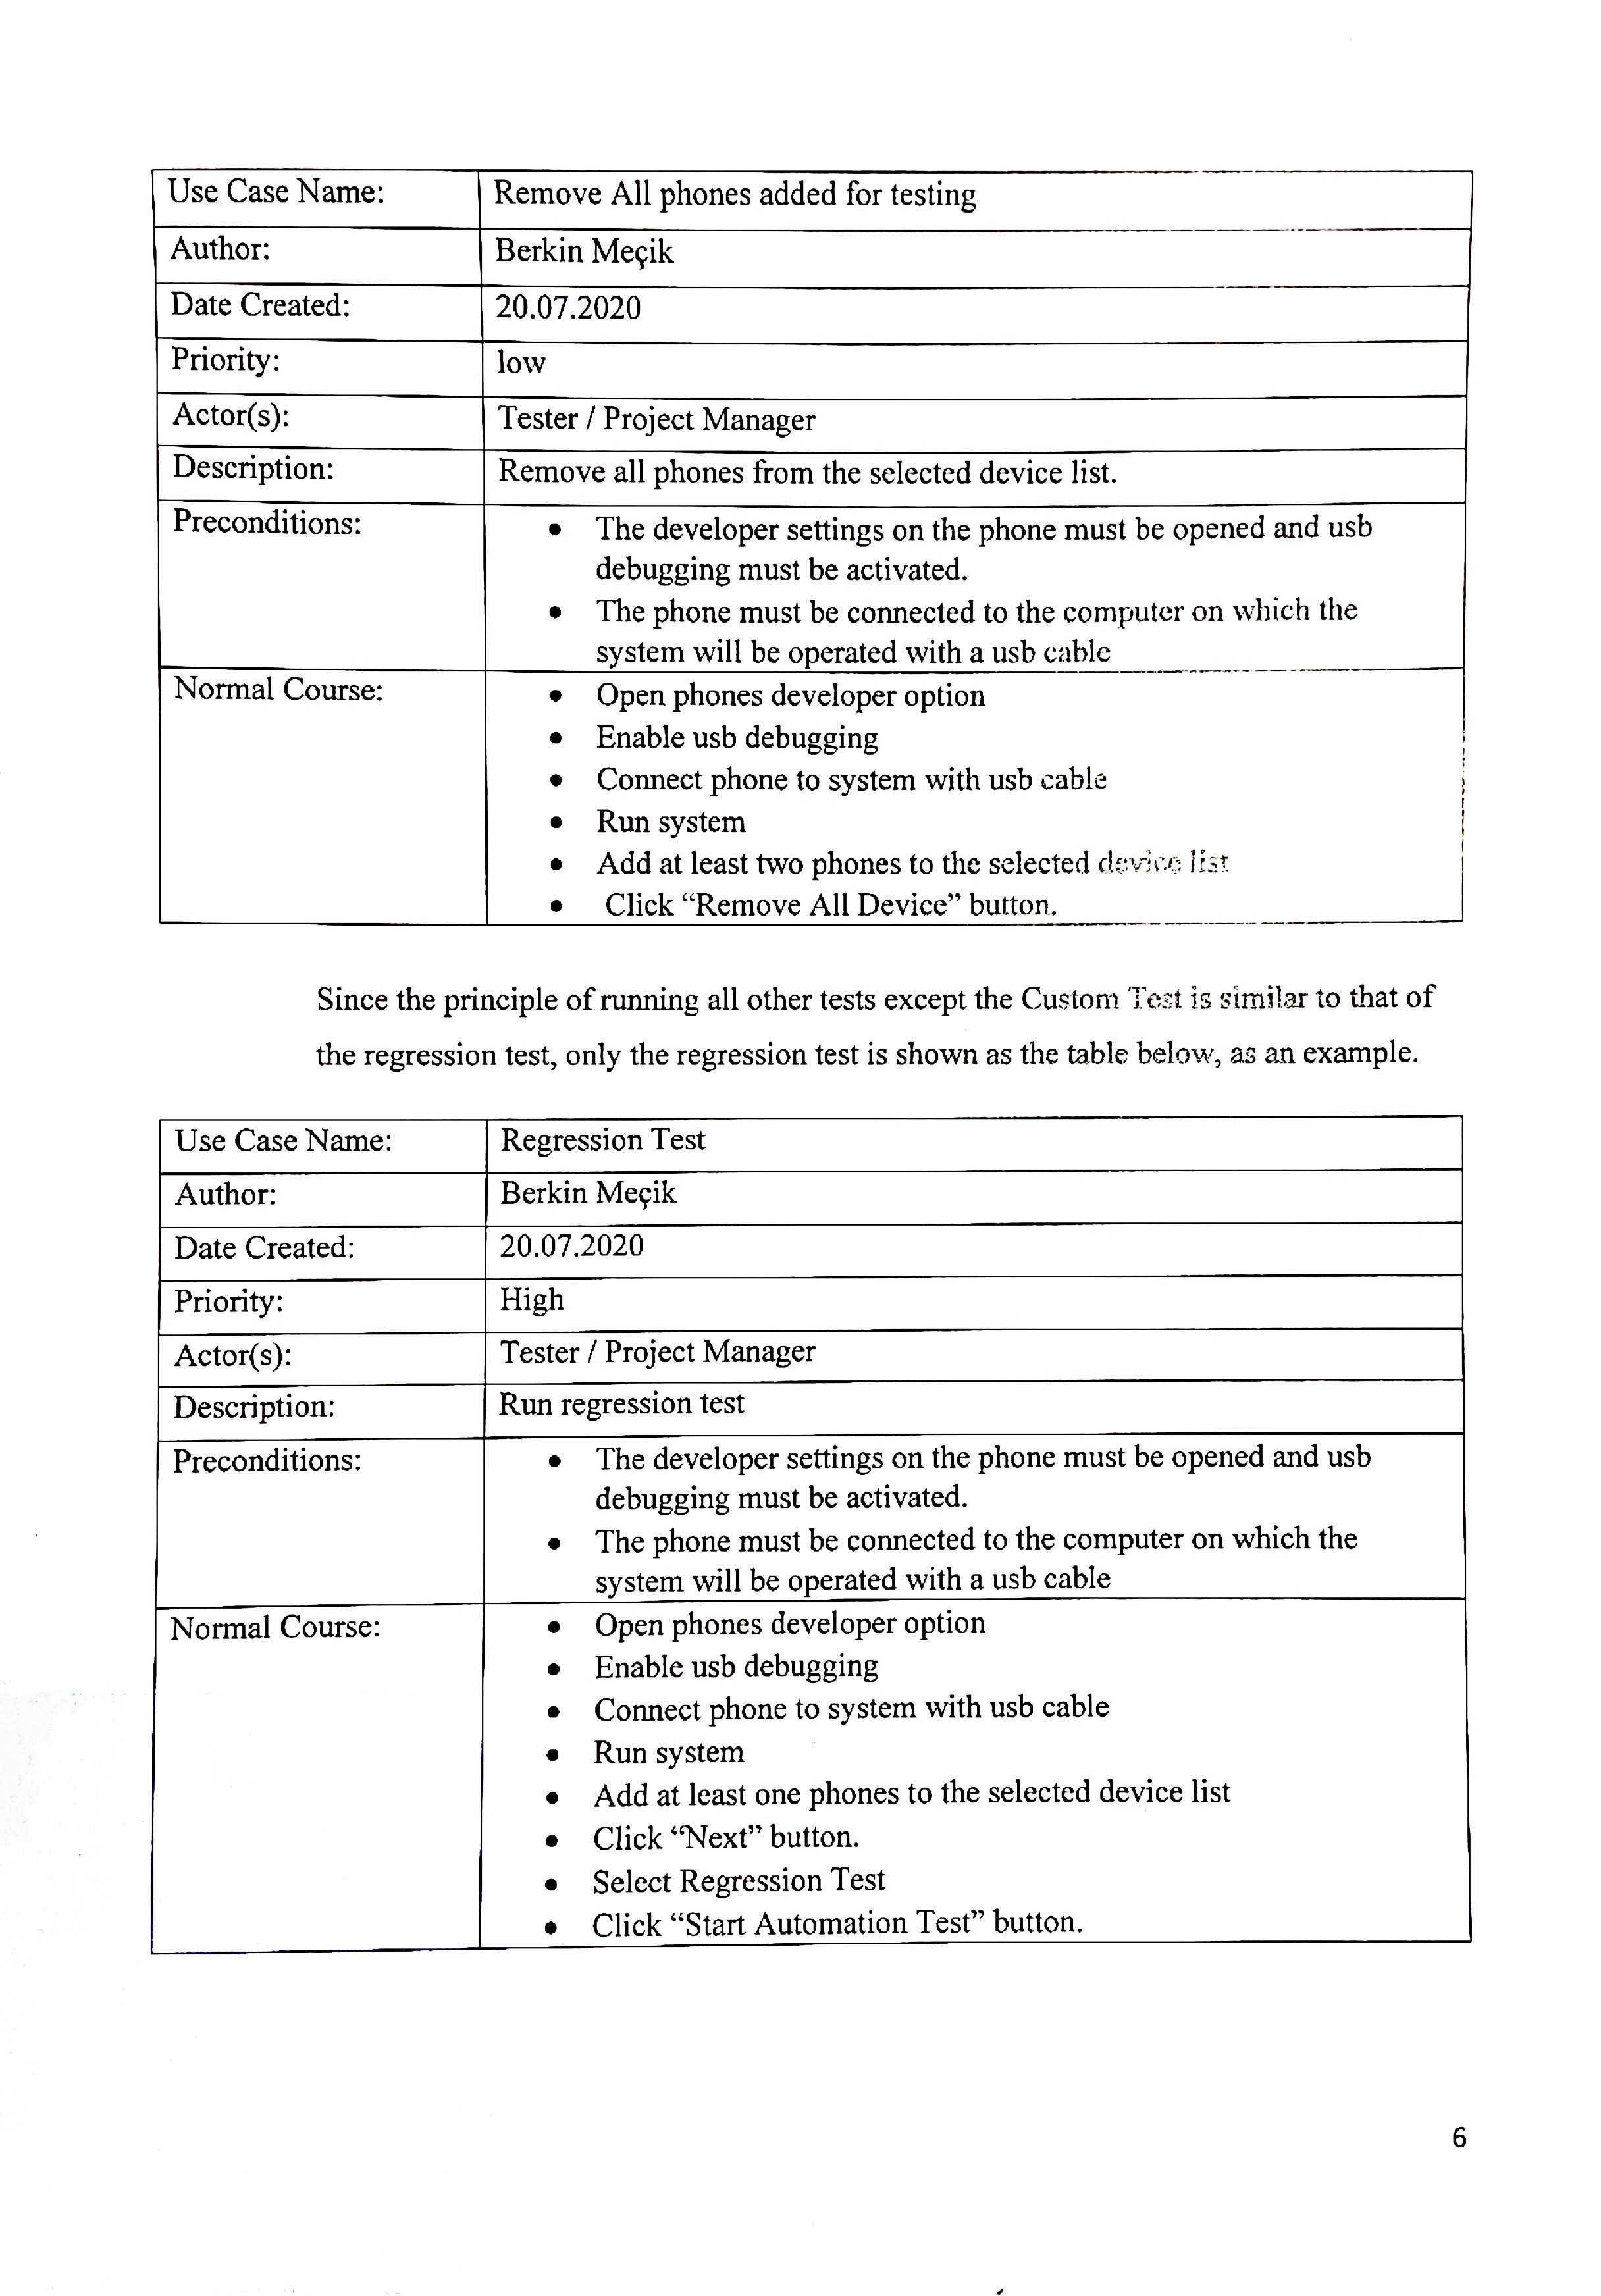 Use Case Name: Remove All phones added for testing
Author: Berkin Meçik
Date Created: 20.07.2020
Priority: low
Actor(s): Tester / Project Manager
Description: Remove all phones from the selected device list.
Preconditions: • The developer settings on the phone must be opened and usb
debugging must be activated.
• The phone must be connected to the computer on which the
system will be operated with a usb cable
Normal Course: • Open phones developer option
• Enable usb debugging
• Connect phone to system with usb cable
• Run system
• Add at least two phones to the selected device list
• Click “Remove All Device” button.
Since the principle of running all other tests except the Custom Test is similar to that of
the regression test, only the regression test is shown as the table below, as an example.
Use Case Name: Regression Test
Author: Berkin Meçik
Date Created: 20.07.2020
Priority: High
Actor(s): Tester / Project Manager
Description: Run regression test
Preconditions: • The developer settings on the phone must be opened and usb
debugging must be activated.
• The phone must be connected to the computer on which the
system will be operated with a usb cable
Normal Course: • Open phones developer option
• Enable usb debugging
• Connect phone to system with usb cable
• Run system
• Add at least one phones to the selected device list
• Click “Next” button.
• Select Regression Test
• Click “Start Automation Test” button.
6